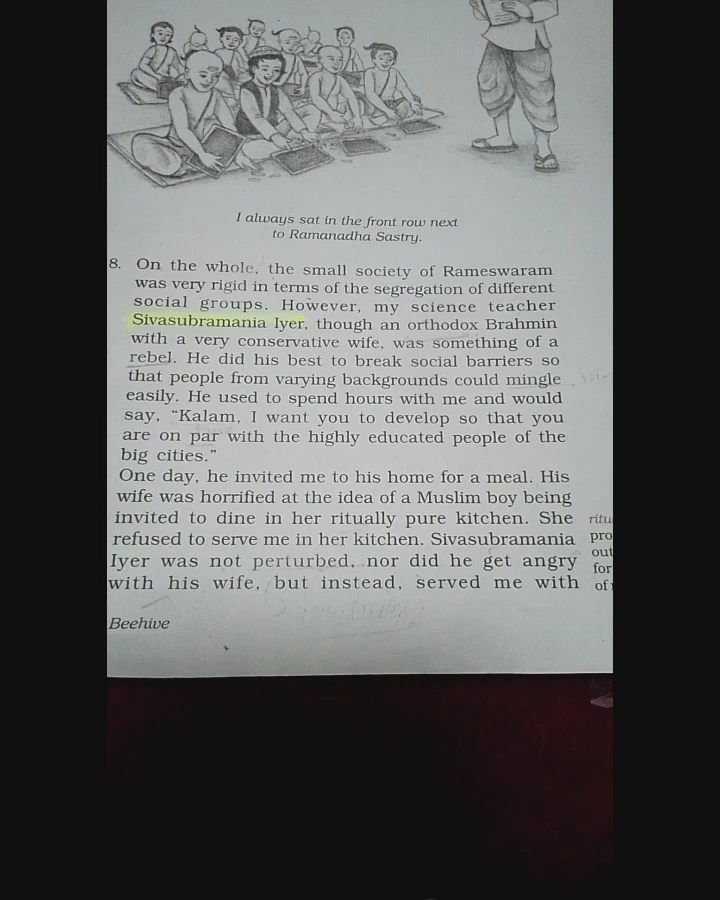 I always sat in the front row next
to Ramanadha Sastry.
8. On the whole, the small society of Rameswaram
was very rigid in terms of the segregation of different
social groups. However, my science teacher
Sivasubramania Iyer, though an orthodox Brahmin
with a very conservative wife, was something of a
rebel. He did his best to break social barriers so
that people from varying backgrounds could mingle
easily. He used to spend hours with me and would
say, “Kalam, I want you to develop so that you
are on par with the highly educated people of the
big cities.”
One day, he invited me to his home for a meal. His
wife was horrified at the idea of a Muslim boy being
invited to dine in her ritually pure kitchen. She
refused to serve me in her kitchen. Sivasubramania
Iyer was not perturbed, nor did he get angry
with his wife, but instead, served me with
ritu
pro
out
for
of
Beehive